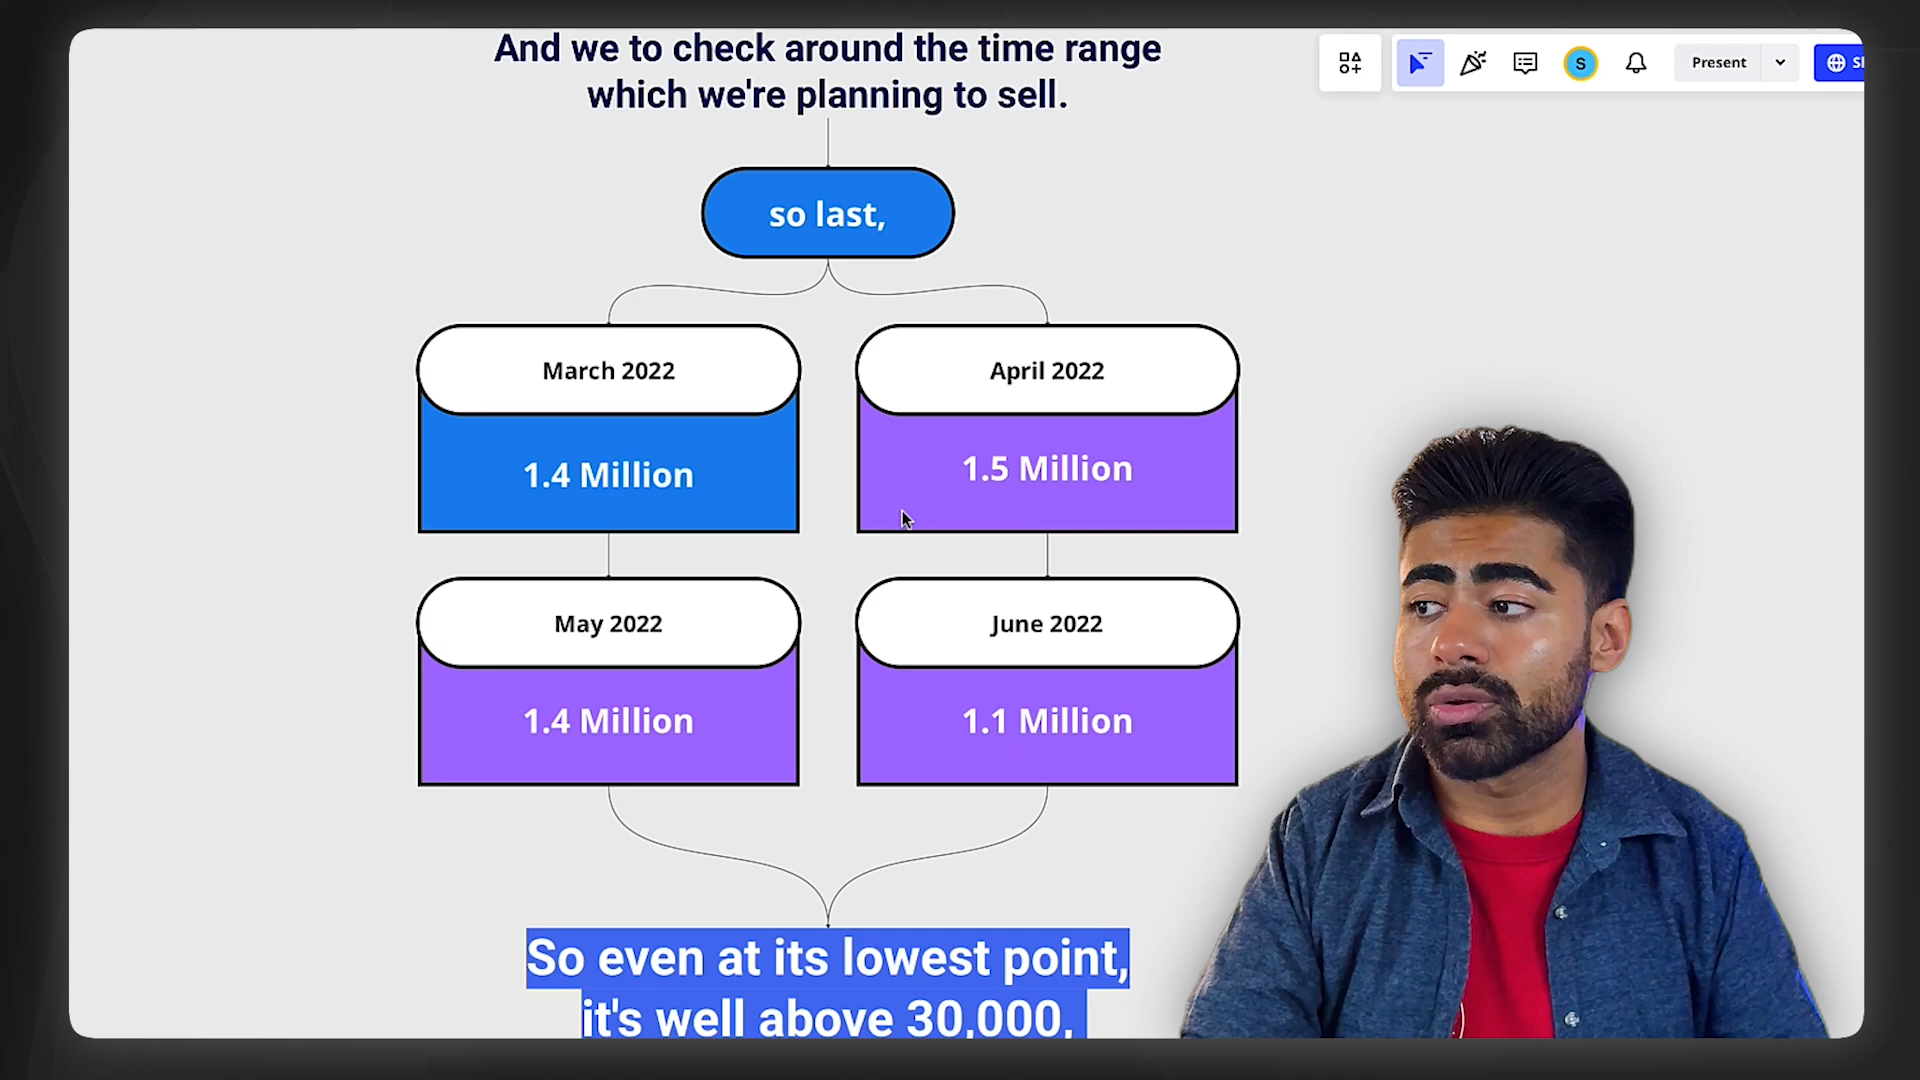 And we to check around the time range
which we're planning to sell.
Present
S
so last,
March 2022
April 2022
1.4 Million
1.5 Million
May 2022
June 2022
1.4 Million
1.1 Million
So even at its lowest point,
it's well above 30,000,